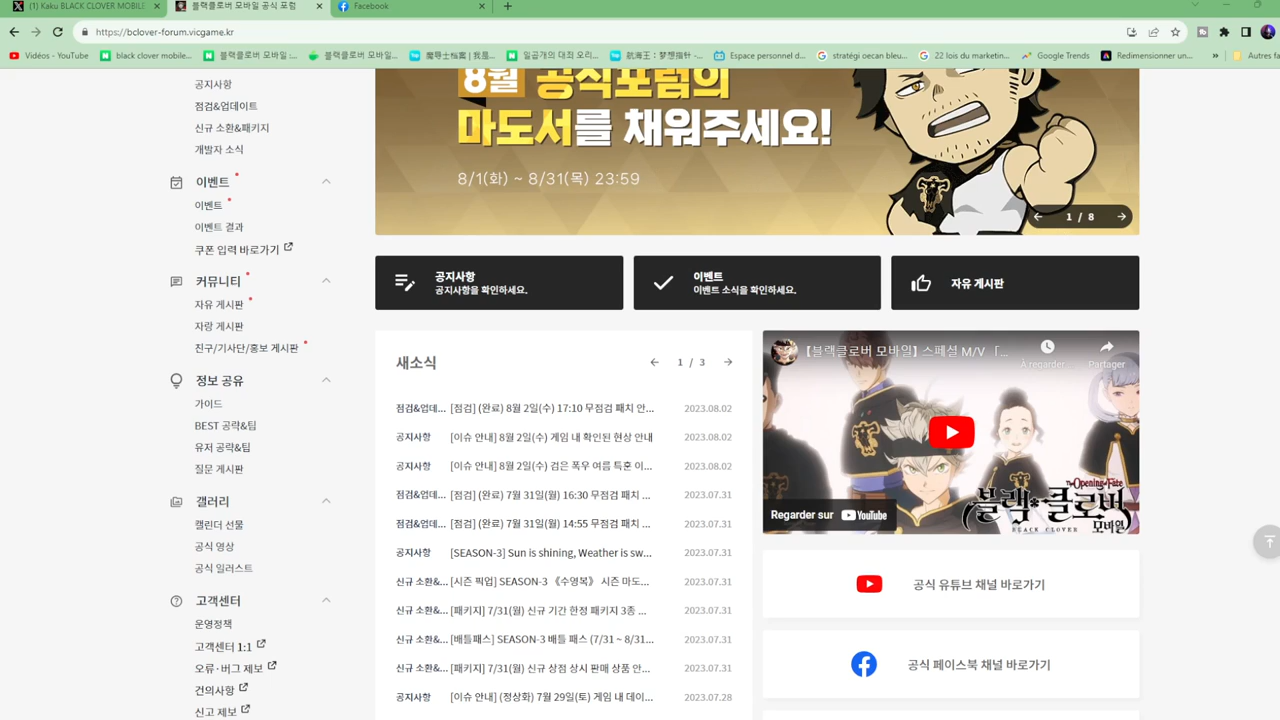 (1) Kaku BLACK CLOVER MOBILE
블랙클로버 모바일 공식 포럼
Facebook
https://bclover-forum.vicgame.kr
Vidéos - YouTube
black clover mobile...
블랙클로버 모바일 :...
블랙클로버 모바일...
魔导士档案 | 我是...
일곱개의 대죄 오리...
航海王：梦想指针 -...
Espace personnel d...
stratégi oecan bleu...
22 lois du marketin...
Google Trends
Redimensionner un...
Autres fa
공지사항
점검&업데이트
신규 소환&패키지
개발자 소식
이벤트
이벤트
이벤트 결과
쿠폰 입력 바로가기
커뮤니티
자유 게시판
자랑 게시판
친구/기사단/홍보 게시판
정보 공유
가이드
BEST 공략&팁
유저 공략&팁
질문 게시판
갤러리
캘린더 선물
공식 영상
공식 일러스트
고객센터
운영정책
고객센터 1:1
오류·버그 제보
건의사항
신고 제보
8월 공식포럼의
마도서를 채워주세요!
8/1(화) ~ 8/31(목) 23:59
1 / 8
공지사항
공지사항을 확인하세요.
이벤트
이벤트 소식을 확인하세요.
자유 게시판
새소식
1 / 3
점검&업데... [점검] (완료) 8월 2일(수) 17:10 무점검 패치 안... 2023.08.02
공지사항 [이슈 안내] 8월 2일(수) 게임 내 확인된 현상 안내 2023.08.02
공지사항 [이슈 안내] 8월 2일(수) 검은 폭우 여름 특혼 이... 2023.08.02
점검&업데... [점검] (완료) 7월 31일(월) 16:30 무점검 패치 ... 2023.07.31
점검&업데... [점검] (완료) 7월 31일(월) 14:55 무점검 패치 ... 2023.07.31
공지사항 [SEASON-3] Sun is shining, Weather is sw... 2023.07.31
신규 소환&... [시즌 픽업] SEASON-3 《수영복》 시즌 마도... 2023.07.31
신규 소환&... [패키지] 7/31(월) 신규 기간 한정 패키지 3종 ... 2023.07.31
신규 소환&... [배틀패스] SEASON-3 배틀 패스 (7/31 ~ 8/31... 2023.07.31
신규 소환&... [패키지] 7/31(월) 신규 상점 상시 판매 상품 안... 2023.07.31
공지사항 [이슈 안내] (정상화) 7월 29일(토) 게임 내 데이... 2023.07.28
【블랙클로버 모바일】 스페셜 M/V 「
À regarder ...
Partager
The Opening of Fate
블랙클로버
BLACK CLOVER 모바일
Regarder sur YouTube
공식 유튜브 채널 바로가기
공식 페이스북 채널 바로가기